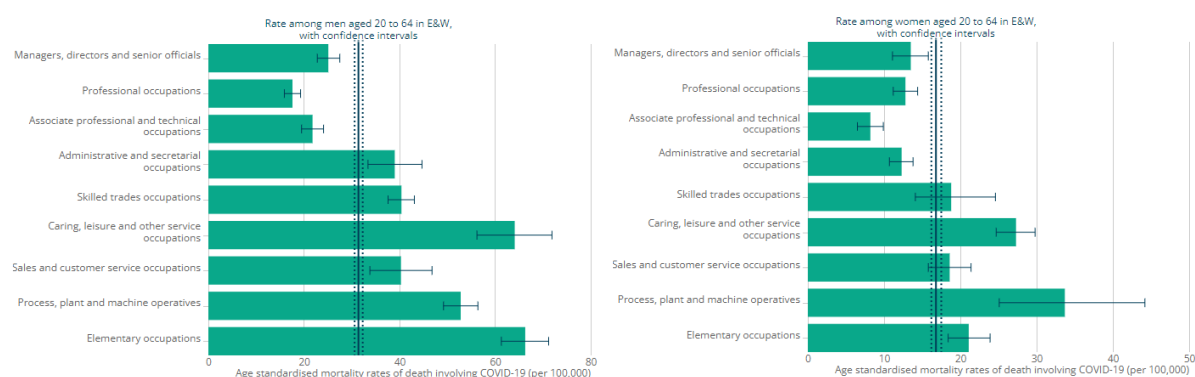 Rate among men aged 20 to 64 in E&W,
with confidence intervals
Managers, directors and senior officials
Professional occupations
Associate professional and technical
occupations
Administrative and secretarial
occupations
Skilled trades occupations
Caring, leisure and other service
occupations
Sales and customer service occupations
Process, plant and machine operatives
Elementary occupations
0 20 40 60 80
Age standardised mortality rates of death involving COVID-19 (per 100,000)
Rate among women aged 20 to 64 in E&W,
with confidence intervals
Managers, directors and senior officials
Professional occupations
Associate professional and technical
occupations
Administrative and secretarial
occupations
Skilled trades occupations
Caring, leisure and other service
occupations
Sales and customer service occupations
Process, plant and machine operatives
Elementary occupations
0 10 20 30 40 50
Age standardised mortality rates of death involving COVID-19 (per 100,000)